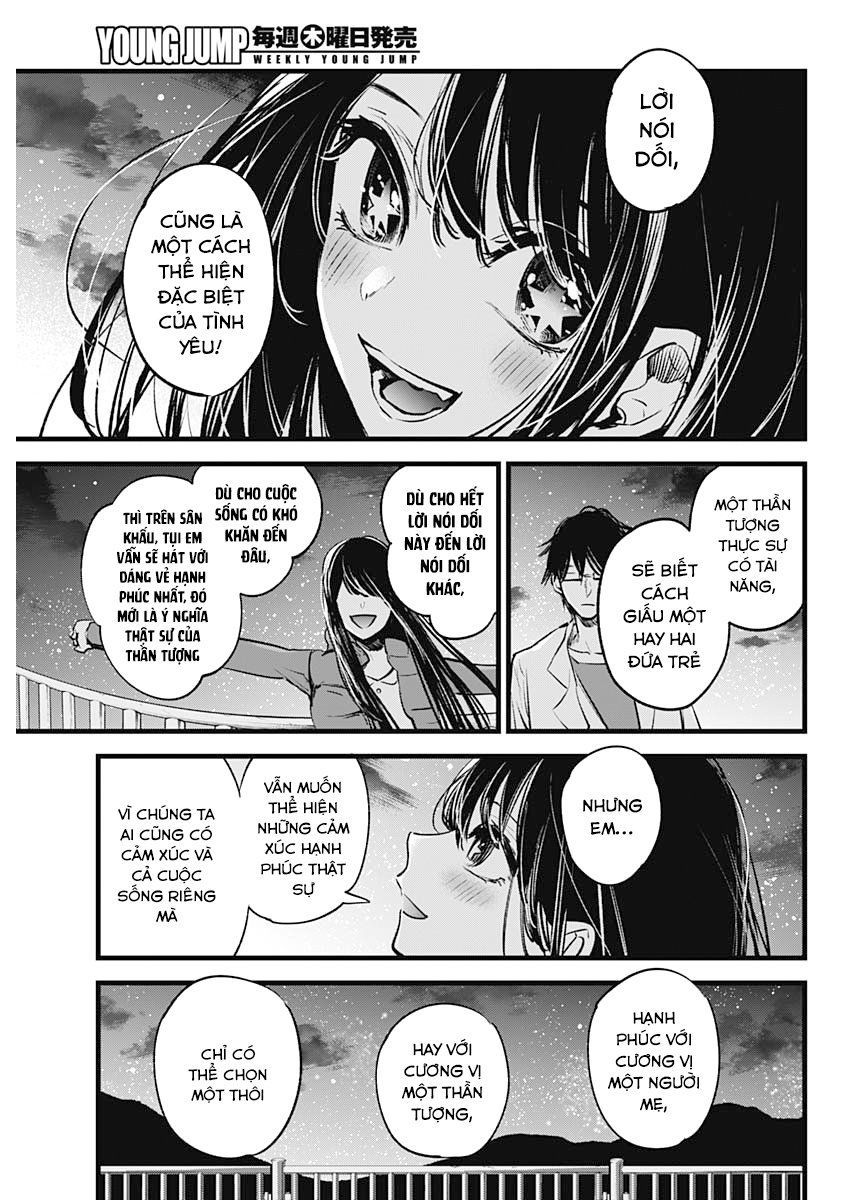 YOUNG JUMP 毎週木曜日発売
WEEKLY YOUNG JUMP
LỜI
NÓI
DỐI,
CŨNG LÀ
MỘT CÁCH
THỂ HIỆN
ĐẶC BIỆT
CỦA TÌNH
YÊU!
MỘT THẦN
TƯỢNG
THỰC SỰ
CÓ TÀI
NĂNG,
SẼ BIẾT
CÁCH
GIẤU MỘT
HAY HAI
ĐỨA TRẺ
DÙ CHO HẾT
LỜI NÓI DỐI
NÀY ĐẾN LỜI
NÓI DỐI
KHÁC,
DÙ CHO CUỘC
SỐNG CÓ KHÓ
KHĂN ĐẾN
ĐÂU,
THÌ TRÊN SÂN
KHẤU, TỤI EM
VẪN SẼ HÁT VỚI
DÁNG VẺ HẠNH
PHÚC NHẤT, ĐÓ
MỚI LÀ Ý NGHĨA
THẬT SỰ CỦA
THẦN TƯỢNG
NHƯNG
EM...
VẪN MUỐN
THỂ HIỆN
NHỮNG CẢM
XÚC HẠNH
PHÚC THẬT
SỰ
VÌ CHÚNG TA
AI CŨNG CÓ
CẢM XÚC VÀ
CẢ CUỘC
SỐNG RIÊNG
MÀ
HẠNH
PHÚC VỚI
CƯƠNG VỊ
MỘT NGƯỜI
MẸ,
HAY VỚI
CƯƠNG VỊ
MỘT THẦN
TƯỢNG,
CHỈ CÓ
THỂ CHỌN
MỘT THÔI